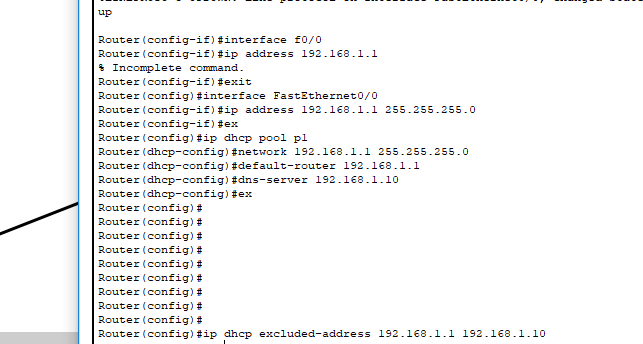 up
Router(config-if)#interface f0/0
Router(config-if)#ip address 192.168.1.1
% Incomplete command.
Router(config-if)#exit
Router(config)#interface FastEthernet0/0
Router(config-if)#ip address 192.168.1.1 255.255.255.0
Router(config-if)#ex
Router(config)#ip dhcp pool p1
Router(dhcp-config)#network 192.168.1.1 255.255.255.0
Router(dhcp-config)#default-router 192.168.1.1
Router(dhcp-config)#dns-server 192.168.1.10
Router(dhcp-config)#ex
Router(config)#
Router(config)#
Router(config)#
Router(config)#
Router(config)#
Router(config)#
Router(config)#
Router(config)#
Router(config)#
Router(config)#ip dhcp excluded-address 192.168.1.1 192.168.1.10